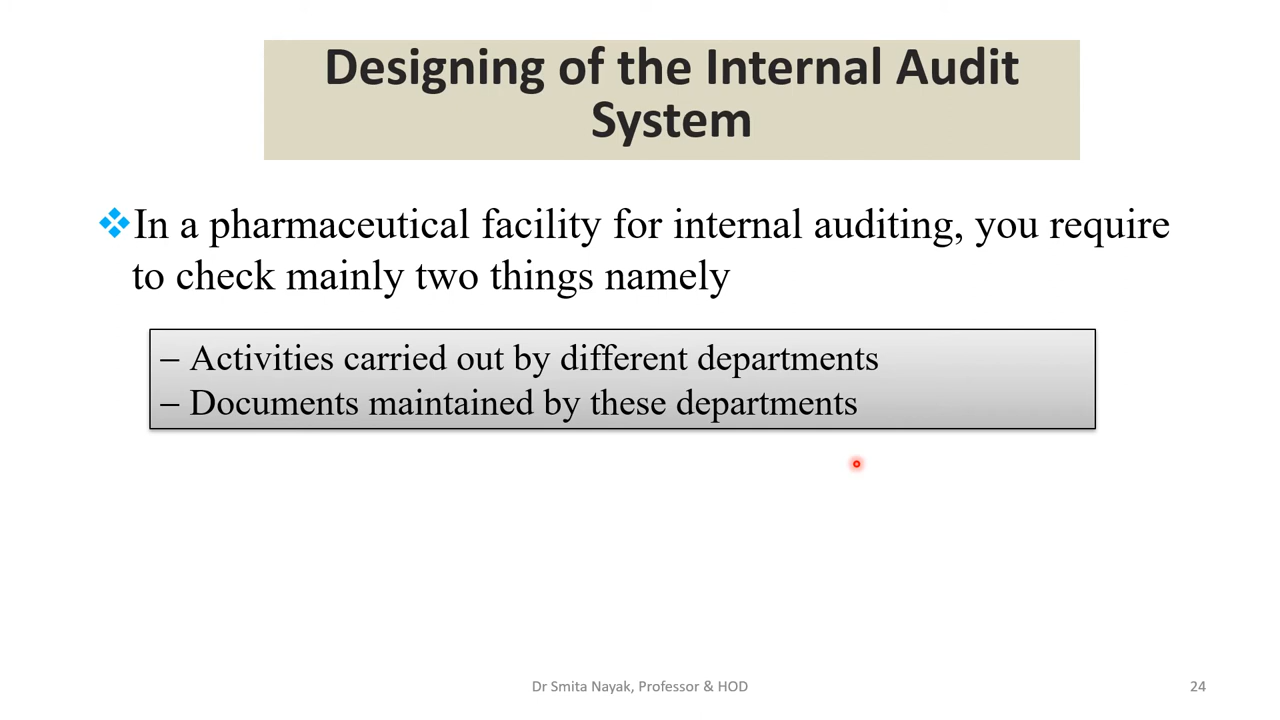 Designing of the Internal Audit
System
In a pharmaceutical facility for internal auditing, you require
to check mainly two things namely
– Activities carried out by different departments
– Documents maintained by these departments
Dr Smita Nayak, Professor & HOD
24